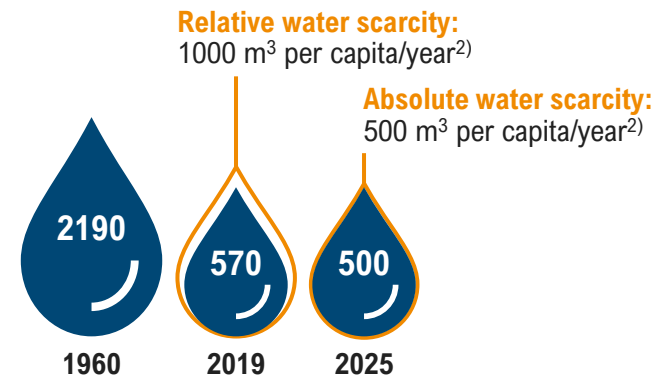 Relative water scarcity:
1000 m³ per capita/year²⁾
Absolute water scarcity:
500 m³ per capita/year²⁾
2190
570
500
1960
2019
2025